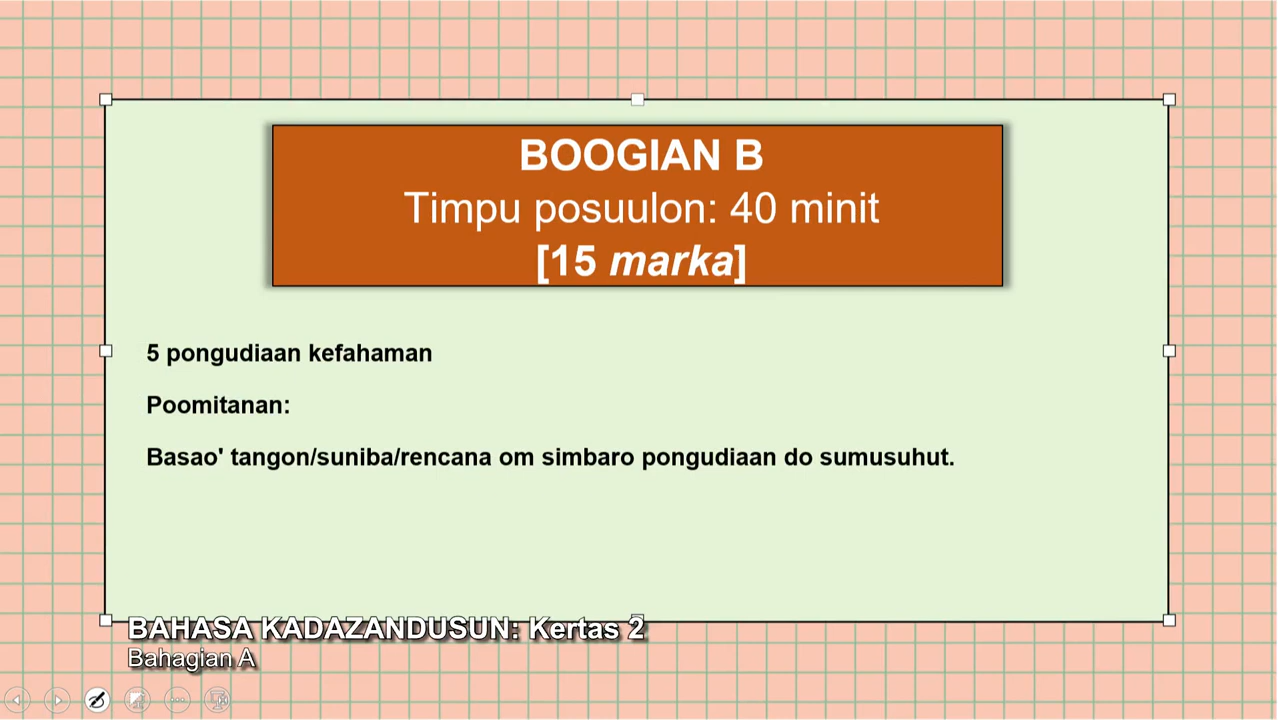 BOOGIAN B
Timpu posuulon: 40 minit
[15 marka]
5 pongudiaan kefahaman
Poomitanan:
Basao' tangon/suniba/rencana om simbaro pongudiaan do sumusuhut.
BAHASA KADAZANDUSUN: Kertas 2
Bahagian A